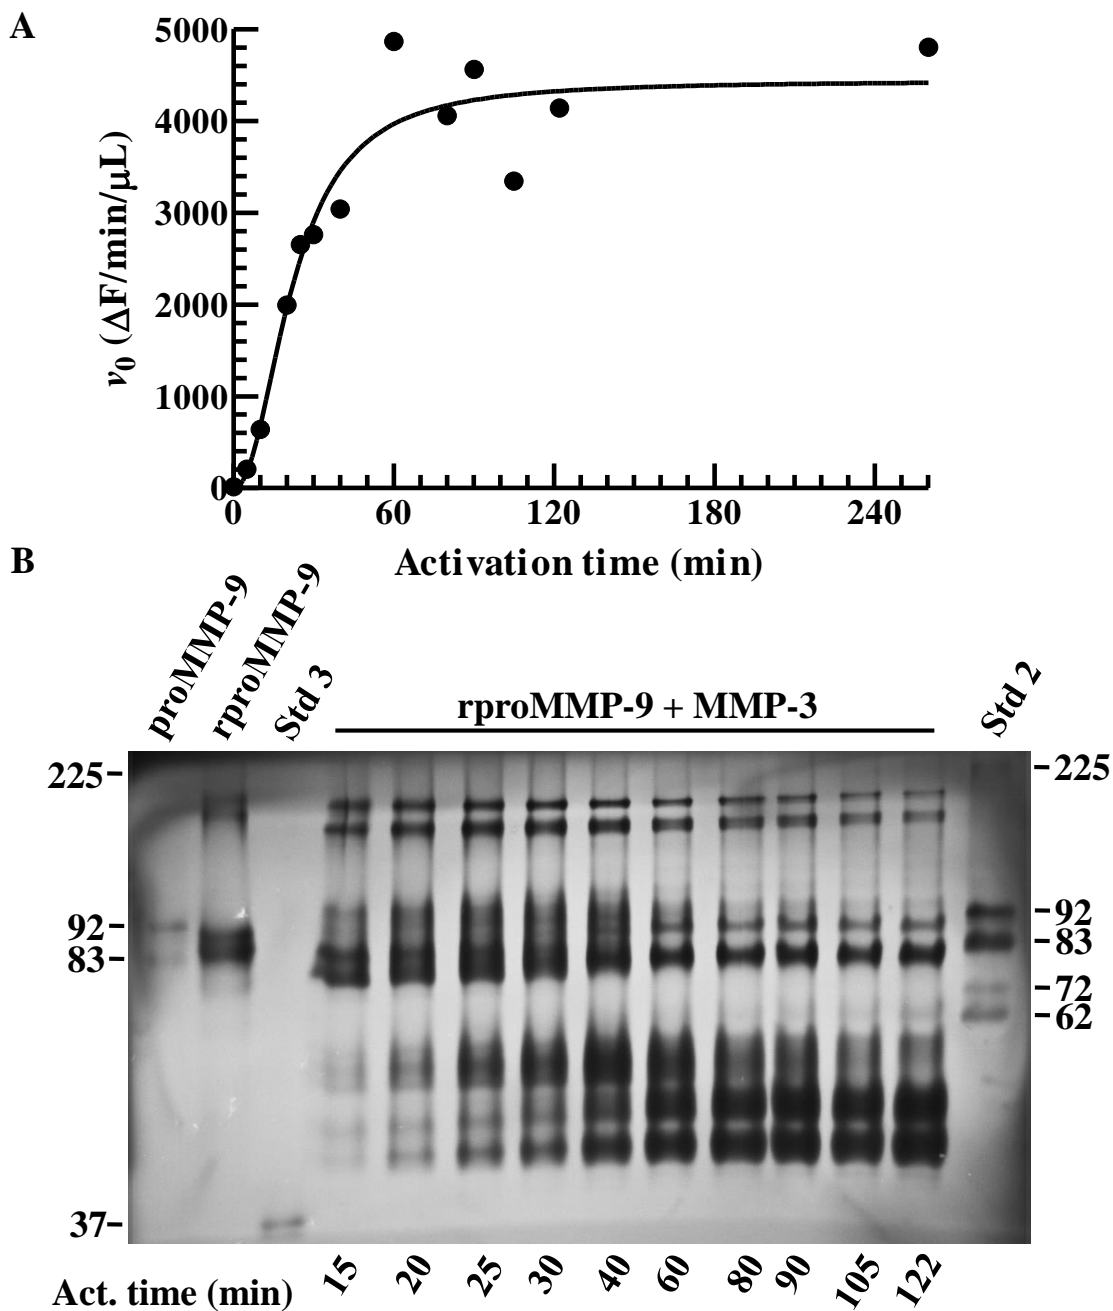 A
5000
4000
3000
2000
1000
0
v0 (ΔF/min/μL)
0 60 120 180 240
Activation time (min)
B
proMMP-9 rproMMP-9 Std 3 rproMMP-9 + MMP-3 Std 2
225 225
92 92
83 83
72
62
37
Act. time (min) 15 20 25 30 40 60 80 90 105 122